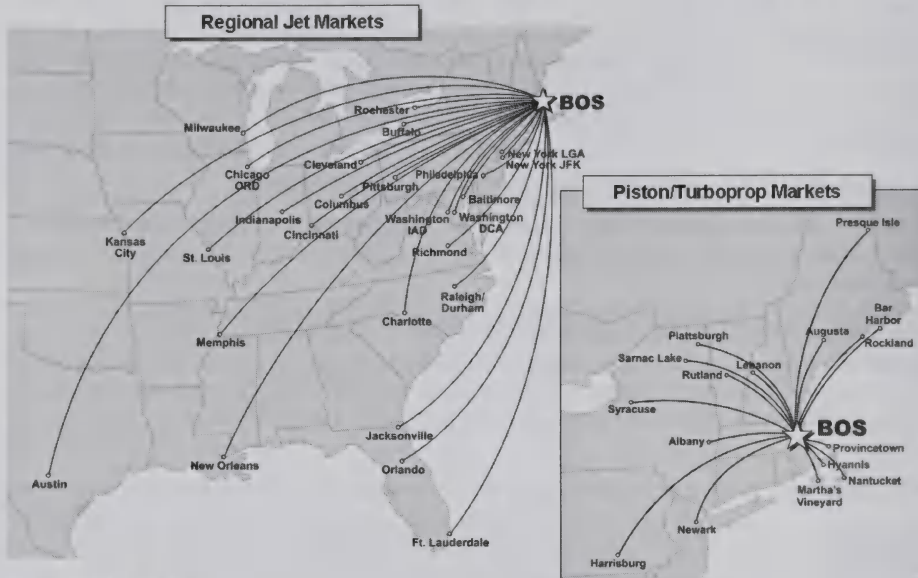 Regional Jet Markets
BOS
Rochester
Buffalo
Milwaukee
New York LGA
New York JFK
Chicago
ORD
Cleveland
Pittsburgh
Philadelphia
Columbus
Baltimore
Indianapolis
Washington
IAD
Washington
DCA
Cincinnati
Kansas
City
St. Louis
Richmond
Raleigh/
Durham
Charlotte
Memphis
Jacksonville
New Orleans
Orlando
Austin
Ft. Lauderdale
Piston/Turboprop Markets
Presque Isle
Bar
Harbor
Augusta
Rockland
Plattsburgh
Sarnac Lake
Lebanon
Rutland
Syracuse
BOS
Albany
Provincetown
Hyannis
Nantucket
Martha's
Vineyard
Newark
Harrisburg